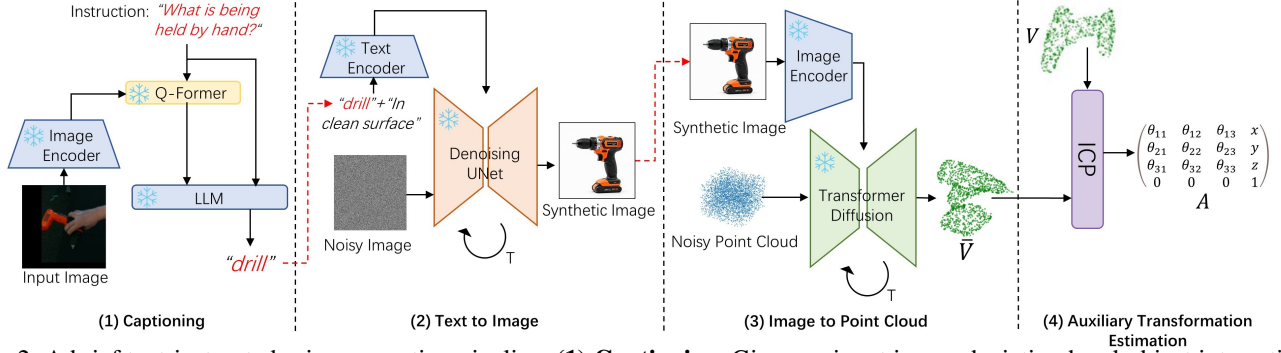 Instruction: "What is being
held by hand?"
Q-Former
Image
Encoder
LLM
Input Image
"drill"
(1) Captioning
Text
Encoder
"drill"+"In
clean surface"
Denoising
UNet
Noisy Image
T
Synthetic Image
(2) Text to Image
Synthetic Image
Image
Encoder
Noisy Point Cloud
Transformer
Diffusion
T
V̄
(3) Image to Point Cloud
V
ICP
θ11 θ12 θ13 x
θ21 θ22 θ23 y
θ31 θ32 θ33 z
0 0 0 1
A
(4) Auxiliary Transformation
Estimation